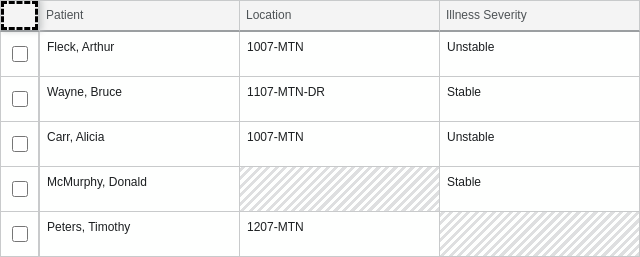 Patient Location Illness Severity
Fleck, Arthur 1007-MTN Unstable
Wayne, Bruce 1107-MTN-DR Stable
Carr, Alicia 1007-MTN Unstable
McMurphy, Donald Stable
Peters, Timothy 1207-MTN